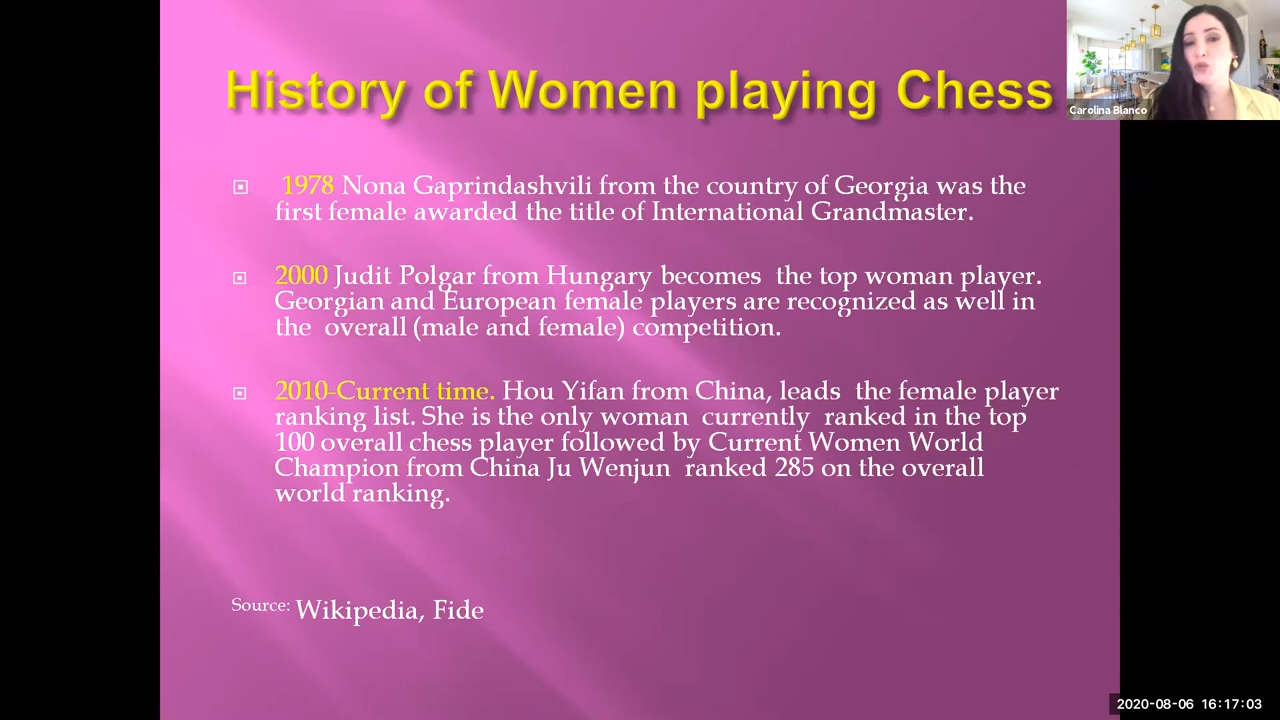 History of Women playing Chess
Carolina Blanco
1978 Nona Gaprindashvili from the country of Georgia was the
first female awarded the title of International Grandmaster.
2000 Judit Polgar from Hungary becomes the top woman player.
Georgian and European female players are recognized as well in
the overall (male and female) competition.
2010-Current time. Hou Yifan from China, leads the female player
ranking list. She is the only woman currently ranked in the top
100 overall chess player followed by Current Women World
Champion from China Ju Wenjun ranked 285 on the overall
world ranking.
Source: Wikipedia, Fide
2020-08-06 16:17:03